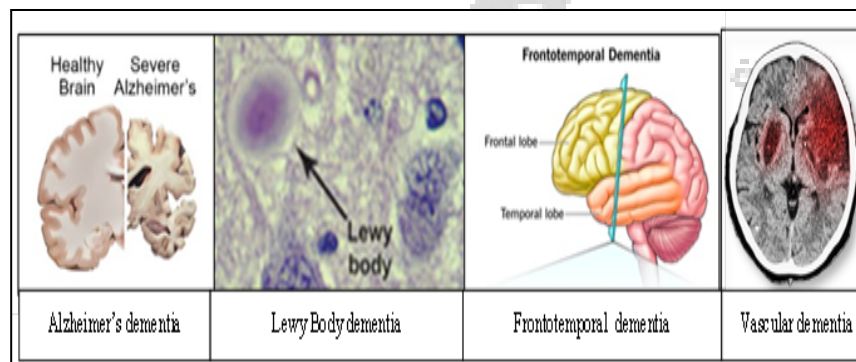 Healthy Brain
Severe Alzheimer's
Lewy body
Frontotemporal Dementia
Frontal lobe
Temporal lobe
Alzheimer's dementia
Lewy Body dementia
Frontotemporal dementia
Vascular dementia